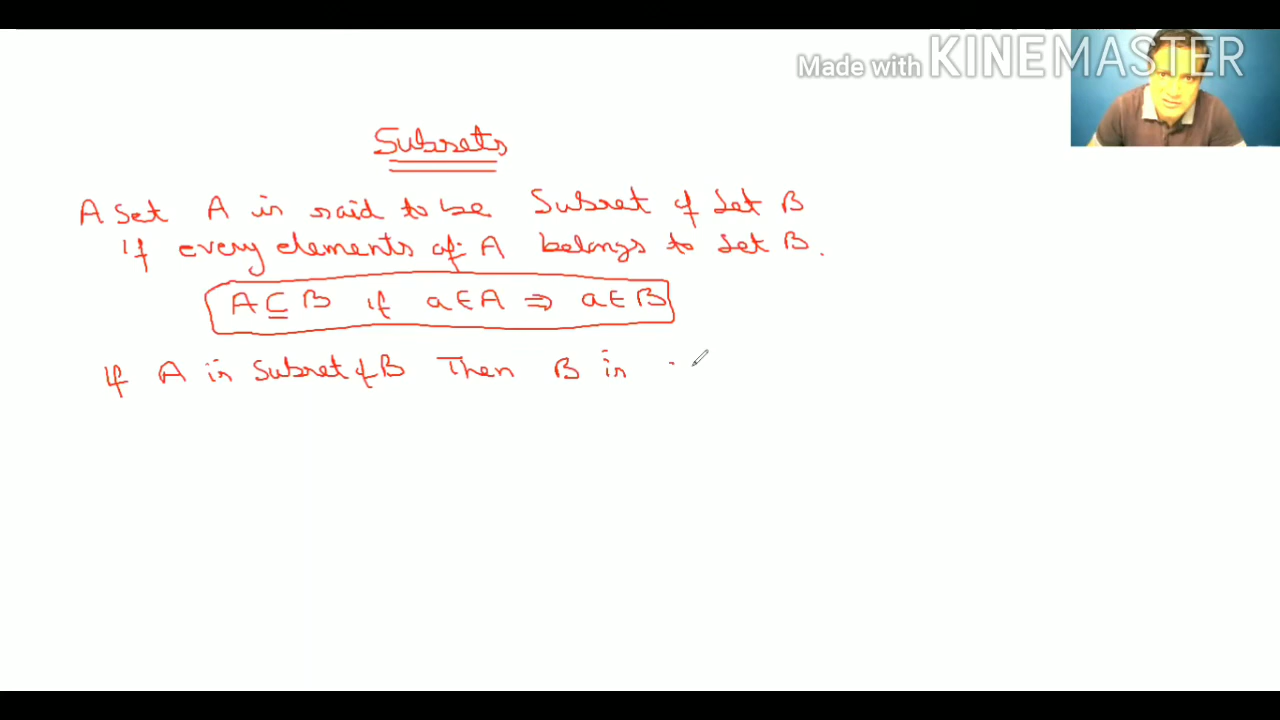 Made with KINEMASTER
Subsets
A Set A is said to be Subset of Set B
If every elements of A belongs to Set B.
A ⊆ B if a ∈ A ⇒ a ∈ B
If A is Subset of B Then B is